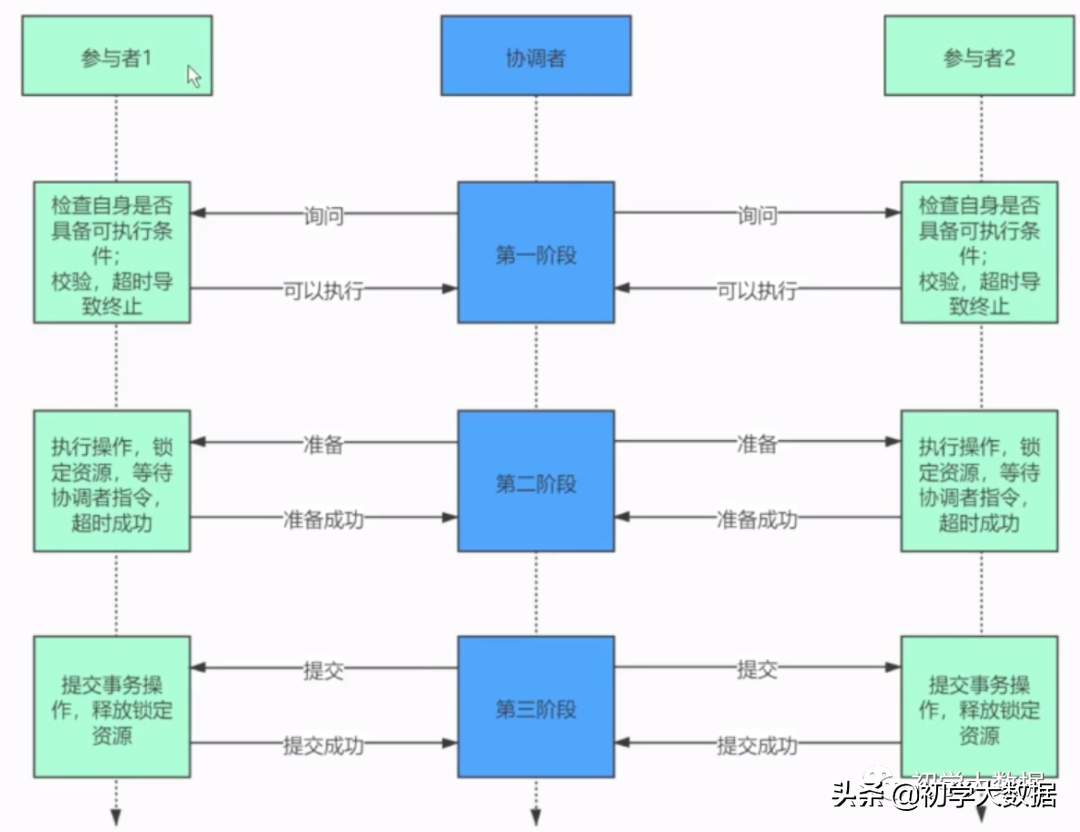 参与者1
协调者
参与者2
检查自身是否
具备可执行条
件；
校验，超时导
致终止
询问
可以执行
第一阶段
询问
可以执行
检查自身是否
具备可执行条
件；
校验，超时导
致终止
执行操作，锁
定资源，等待
协调者指令，
超时成功
准备
准备成功
第二阶段
准备
准备成功
执行操作，锁
定资源，等待
协调者指令，
超时成功
提交事务操
作，释放锁定
资源
提交
提交成功
第三阶段
提交
提交成功
提交事务操
作，释放锁定
资源
初学大数据
头条 @初学大数据